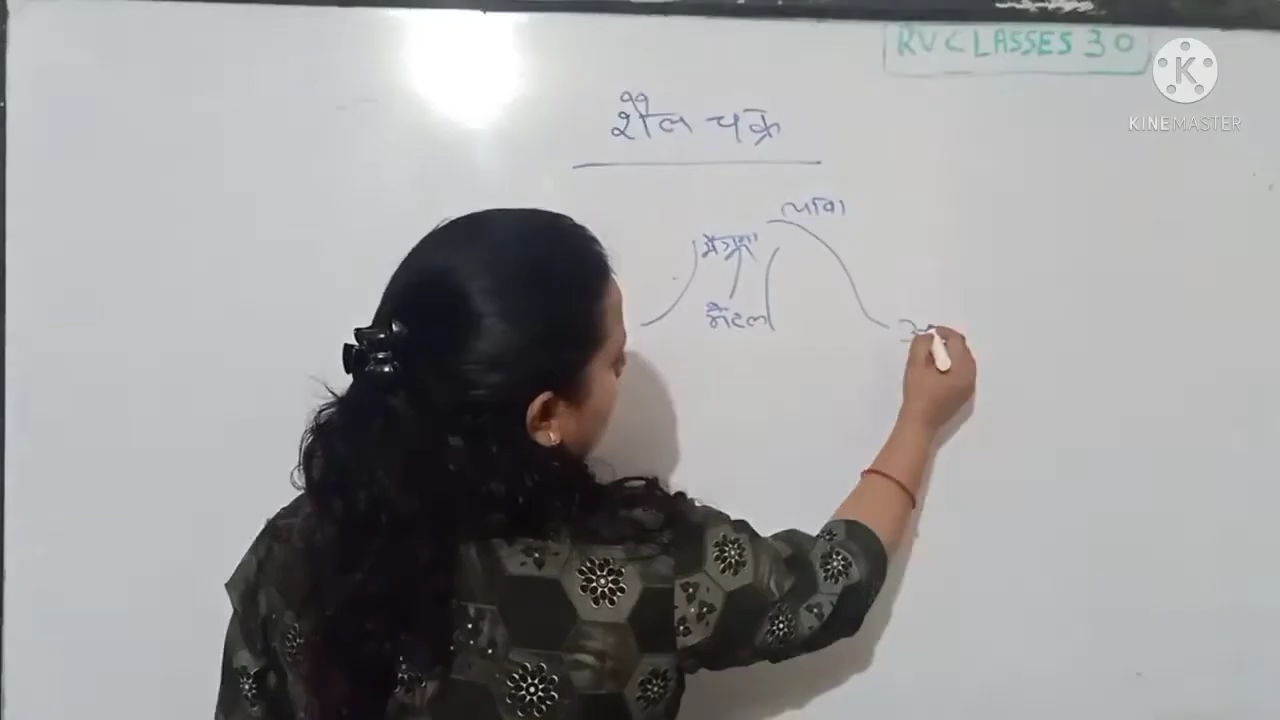 RV CLASSES 30
KINEMASTER
शैल चक्र
लावा
मैग्मा
मैंटल